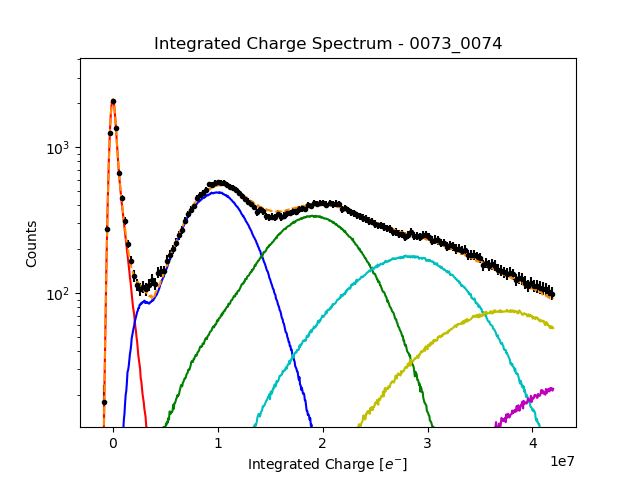 Integrated Charge Spectrum - 0073_0074
Counts
10³
10²
0 1 2 3 4
1e7
Integrated Charge [e⁻]